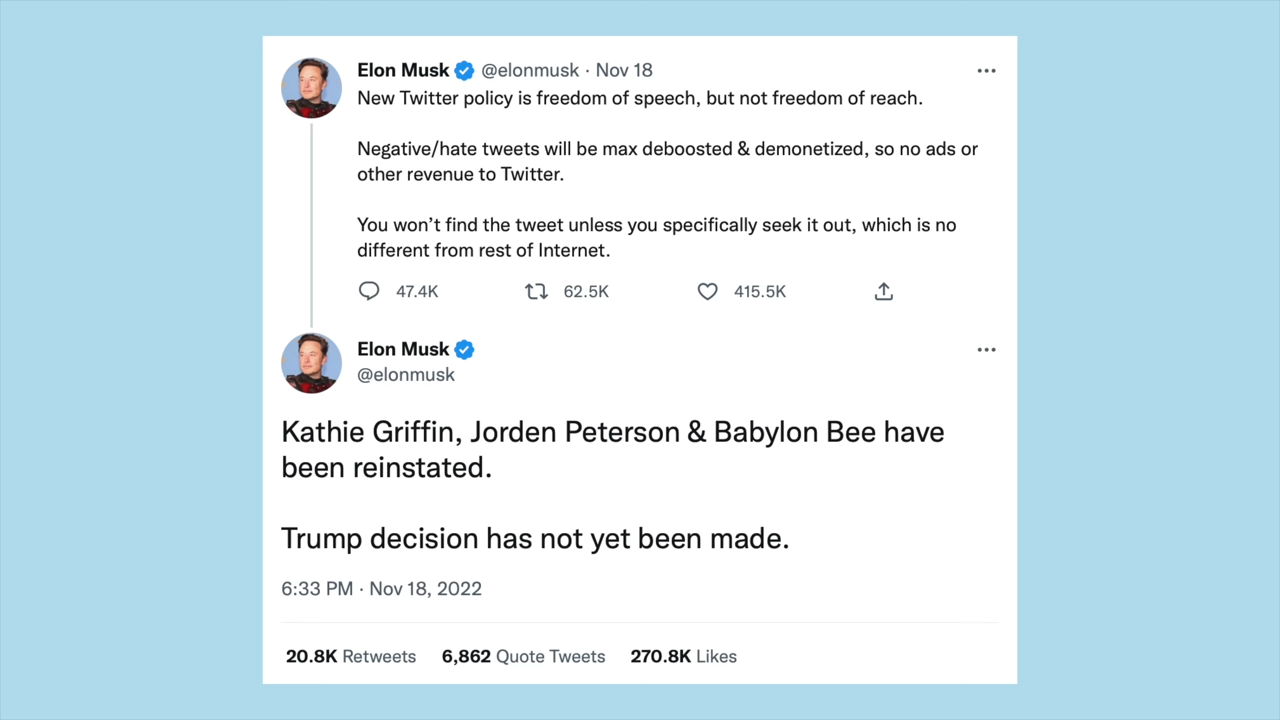 Elon Musk @elonmusk · Nov 18
New Twitter policy is freedom of speech, but not freedom of reach.
Negative/hate tweets will be max deboosted & demonetized, so no ads or
other revenue to Twitter.
You won’t find the tweet unless you specifically seek it out, which is no
different from rest of Internet.
47.4K 62.5K 415.5K
Elon Musk
@elonmusk
Kathie Griffin, Jorden Peterson & Babylon Bee have
been reinstated.
Trump decision has not yet been made.
6:33 PM · Nov 18, 2022
20.8K Retweets 6,862 Quote Tweets 270.8K Likes